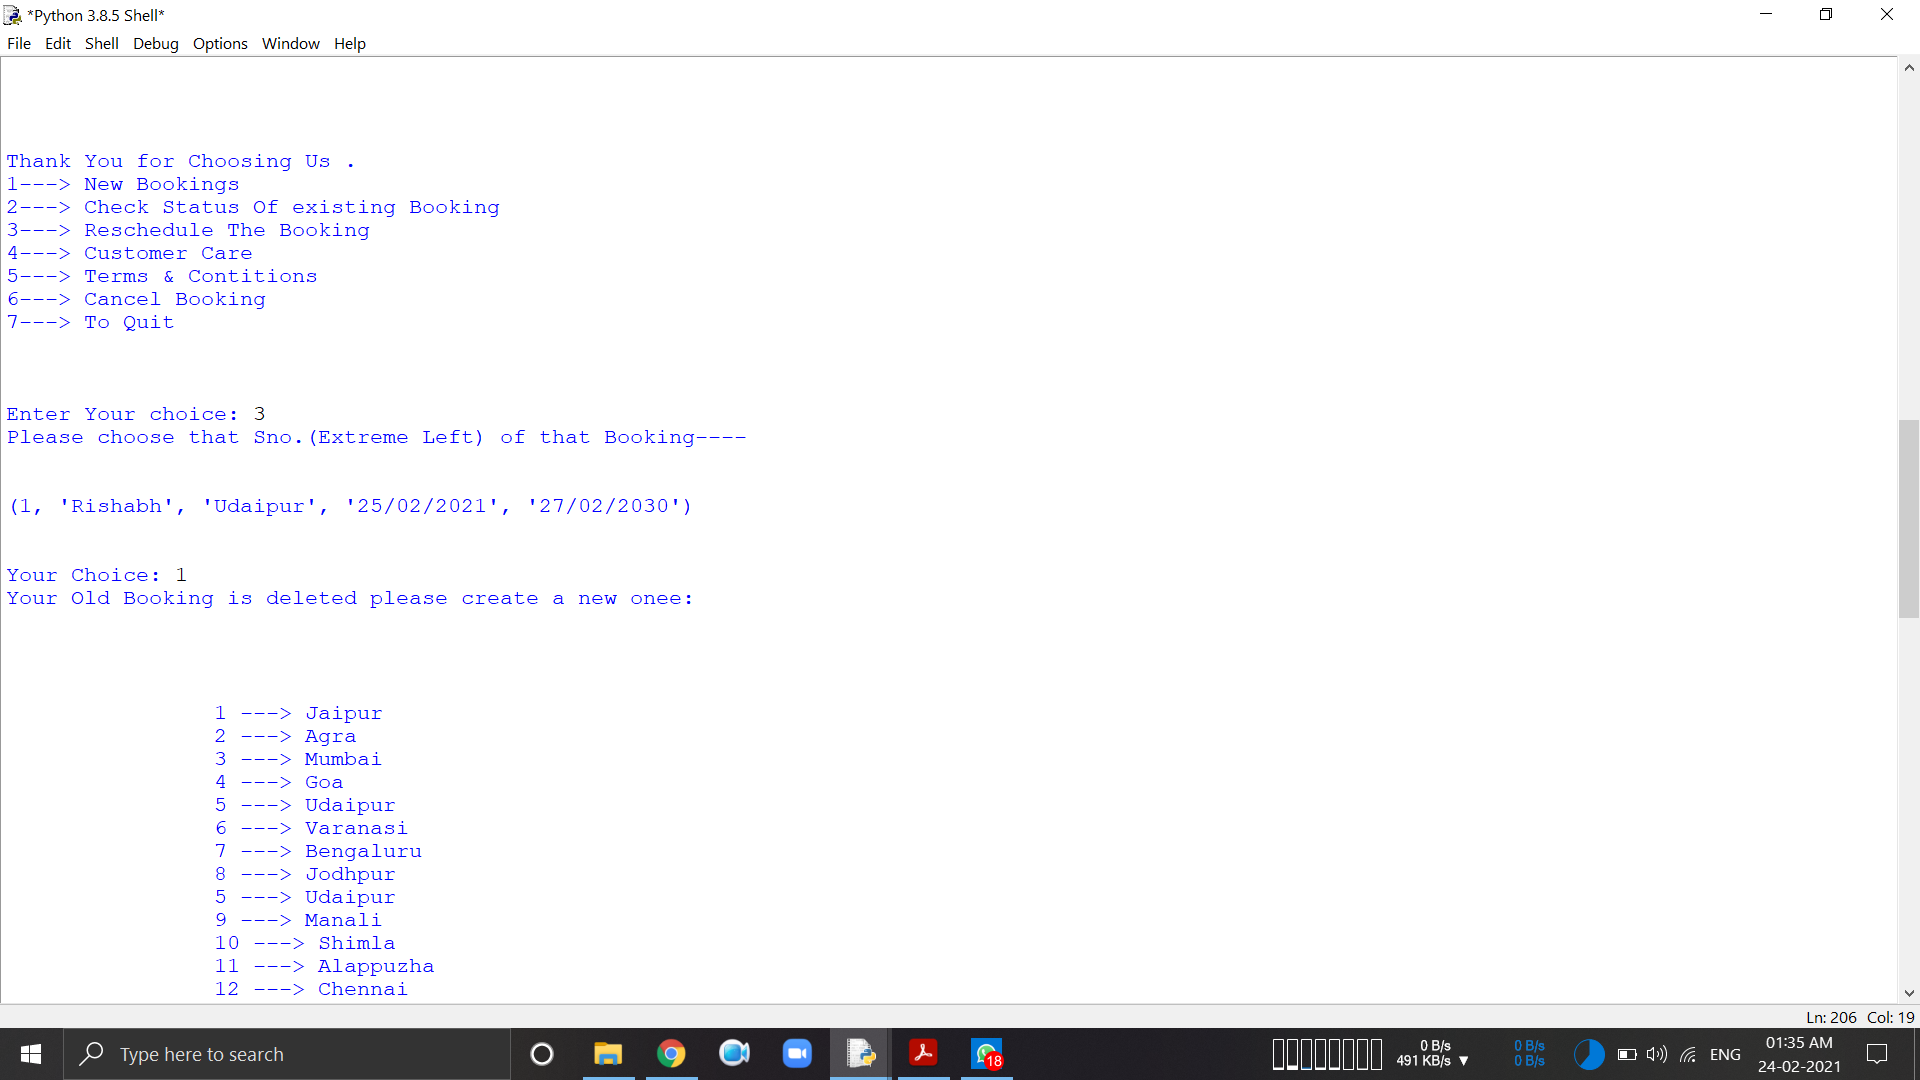 *Python 3.8.5 Shell*
File Edit Shell Debug Options Window Help
Thank You for Choosing Us .
1---> New Bookings
2---> Check Status Of existing Booking
3---> Reschedule The Booking
4---> Customer Care
5---> Terms & Contitions
6---> Cancel Booking
7---> To Quit
Enter Your choice: 3
Please choose that Sno.(Extreme Left) of that Booking----
(1, 'Rishabh', 'Udaipur', '25/02/2021', '27/02/2030')
Your Choice: 1
Your Old Booking is deleted please create a new onee:
1 ---> Jaipur
2 ---> Agra
3 ---> Mumbai
4 ---> Goa
5 ---> Udaipur
6 ---> Varanasi
7 ---> Bengaluru
8 ---> Jodhpur
5 ---> Udaipur
9 ---> Manali
10 ---> Shimla
11 ---> Alappuzha
12 ---> Chennai
Ln: 206 Col: 19
Type here to search
18
0 B/s
491 KB/s
0 B/s
0 B/s
ENG
01:35 AM
24-02-2021